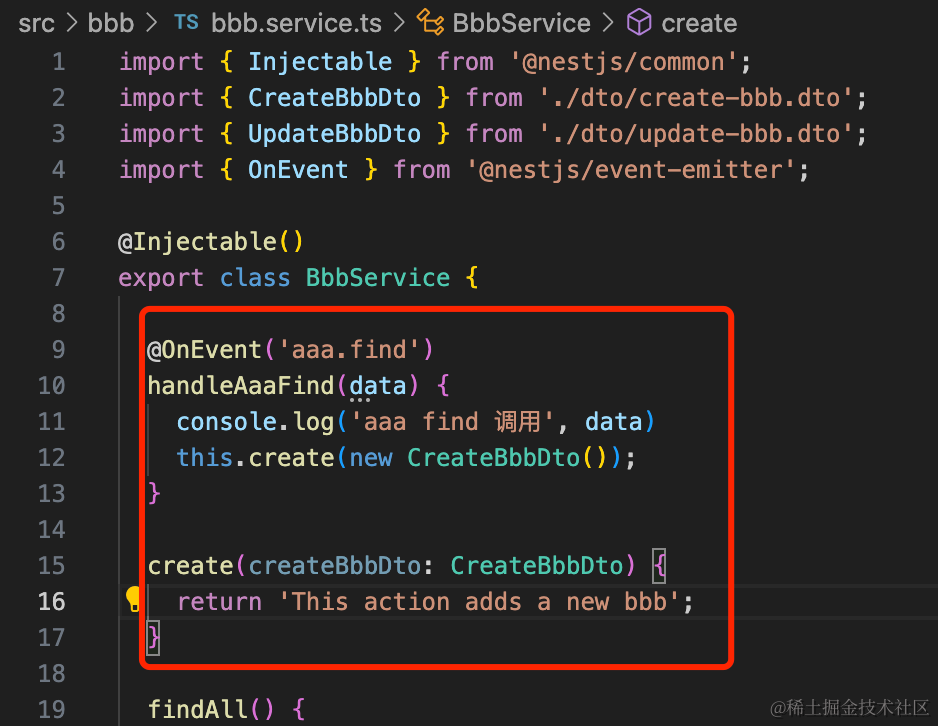 src > bbb > TS bbb.service.ts > BbbService > create
1 import { Injectable } from '@nestjs/common';
2 import { CreateBbbDto } from './dto/create-bbb.dto';
3 import { UpdateBbbDto } from './dto/update-bbb.dto';
4 import { OnEvent } from '@nestjs/event-emitter';
5
6 @Injectable()
7 export class BbbService {
8
9 @OnEvent('aaa.find')
10 handleAaaFind(data) {
11 console.log('aaa find 调用', data)
12 this.create(new CreateBbbDto());
13 }
14
15 create(createBbbDto: CreateBbbDto) {
16 return 'This action adds a new bbb';
17 }
18
19 findAll() {
@稀土掘金技术社区